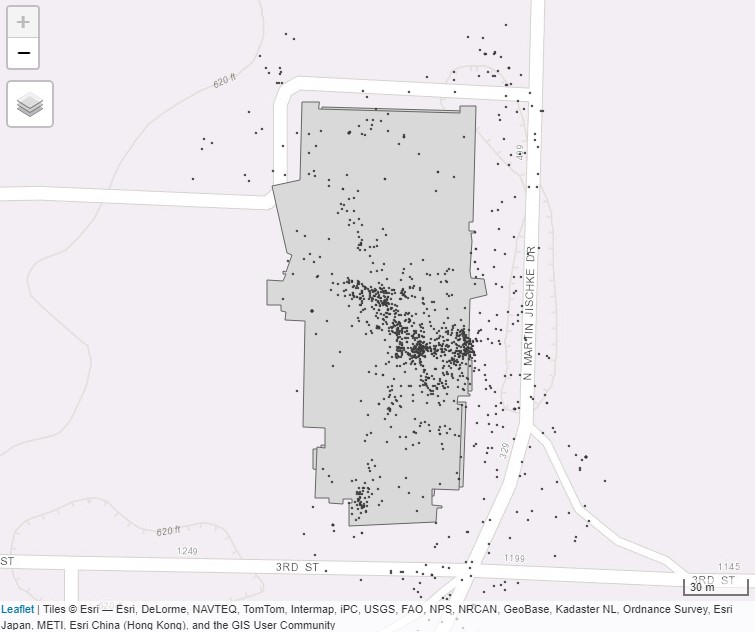 +
−
620 ft
499
N MARTIN JISCHKE DR
329
620 ft
1249
ST
3RD ST
1199
1145
3RD ST
30 m
Leaflet | Tiles © Esri — Esri, DeLorme, NAVTEQ, TomTom, Intermap, iPC, USGS, FAO, NPS, NRCAN, GeoBase, Kadaster NL, Ordnance Survey, Esri
Japan, METI, Esri China (Hong Kong), and the GIS User Community